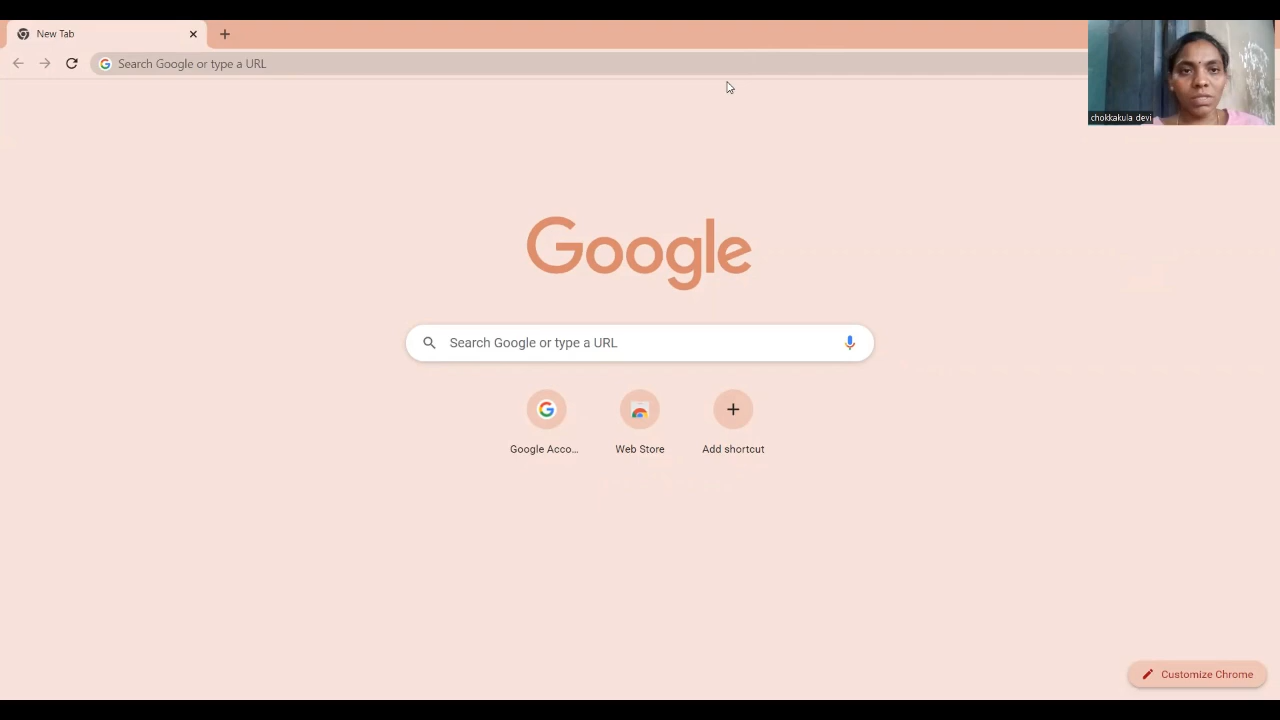 New Tab
Search Google or type a URL
chokkakula devi
Google
Search Google or type a URL
Google Acco...
Web Store
Add shortcut
Customize Chrome